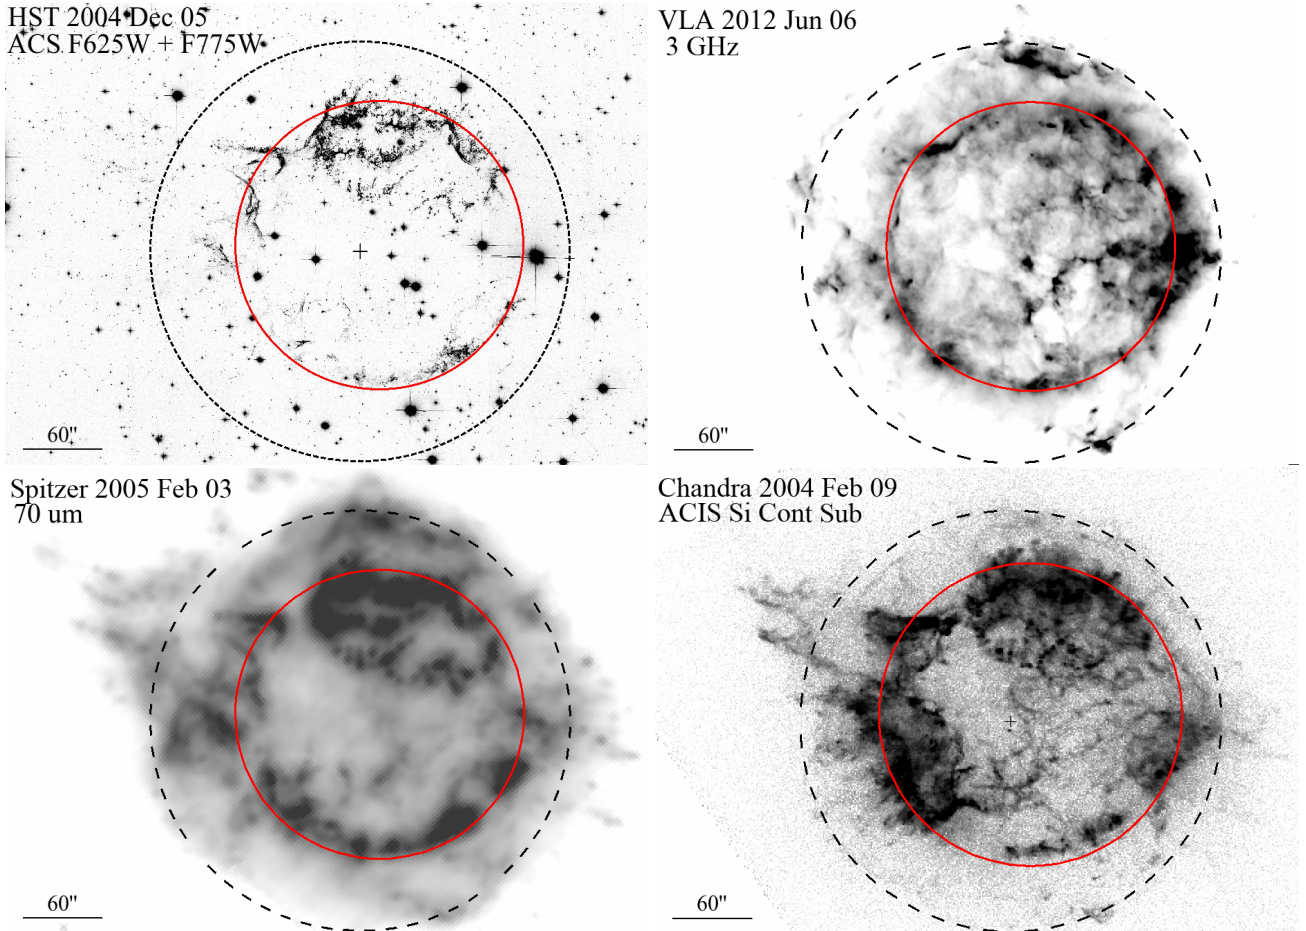 HST 2004 Dec 05
ACS F625W + F775W
60"
VLA 2012 Jun 06
3 GHz
60"
Spitzer 2005 Feb 03
70 um
60"
Chandra 2004 Feb 09
ACIS Si Cont Sub
60"